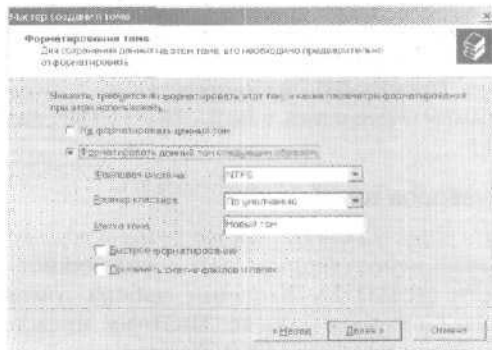 Мастер создания тома
Форматирование тома
Для сохранения данных на этом томе, его необходимо предварительно
отформатировать.
Укажите, требуется ли форматировать этот том, и какие параметры форматирования
при этом использовать.
Не форматировать данный том
Форматировать данный том следующим образом:
Файловая система:
NTFS
Размер кластера:
По умолчанию
Метка тома:
Новый том
Быстрое форматирование
Применять сжатие файлов и папок
< Назад
Далее >
Отмена